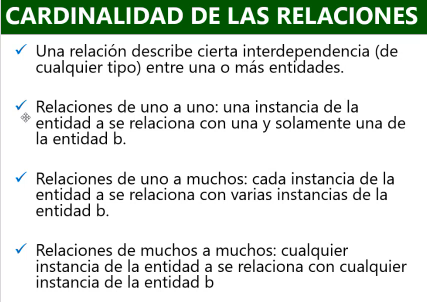 CARDINALIDAD DE LAS RELACIONES
✓ Una relación describe cierta interdependencia (de
cualquier tipo) entre una o más entidades.
✓ Relaciones de uno a uno: una instancia de la
entidad a se relaciona con una y solamente una de
la entidad b.
✓ Relaciones de uno a muchos: cada instancia de la
entidad a se relaciona con varias instancias de la
entidad b.
✓ Relaciones de muchos a muchos: cualquier
instancia de la entidad a se relaciona con cualquier
instancia de la entidad b